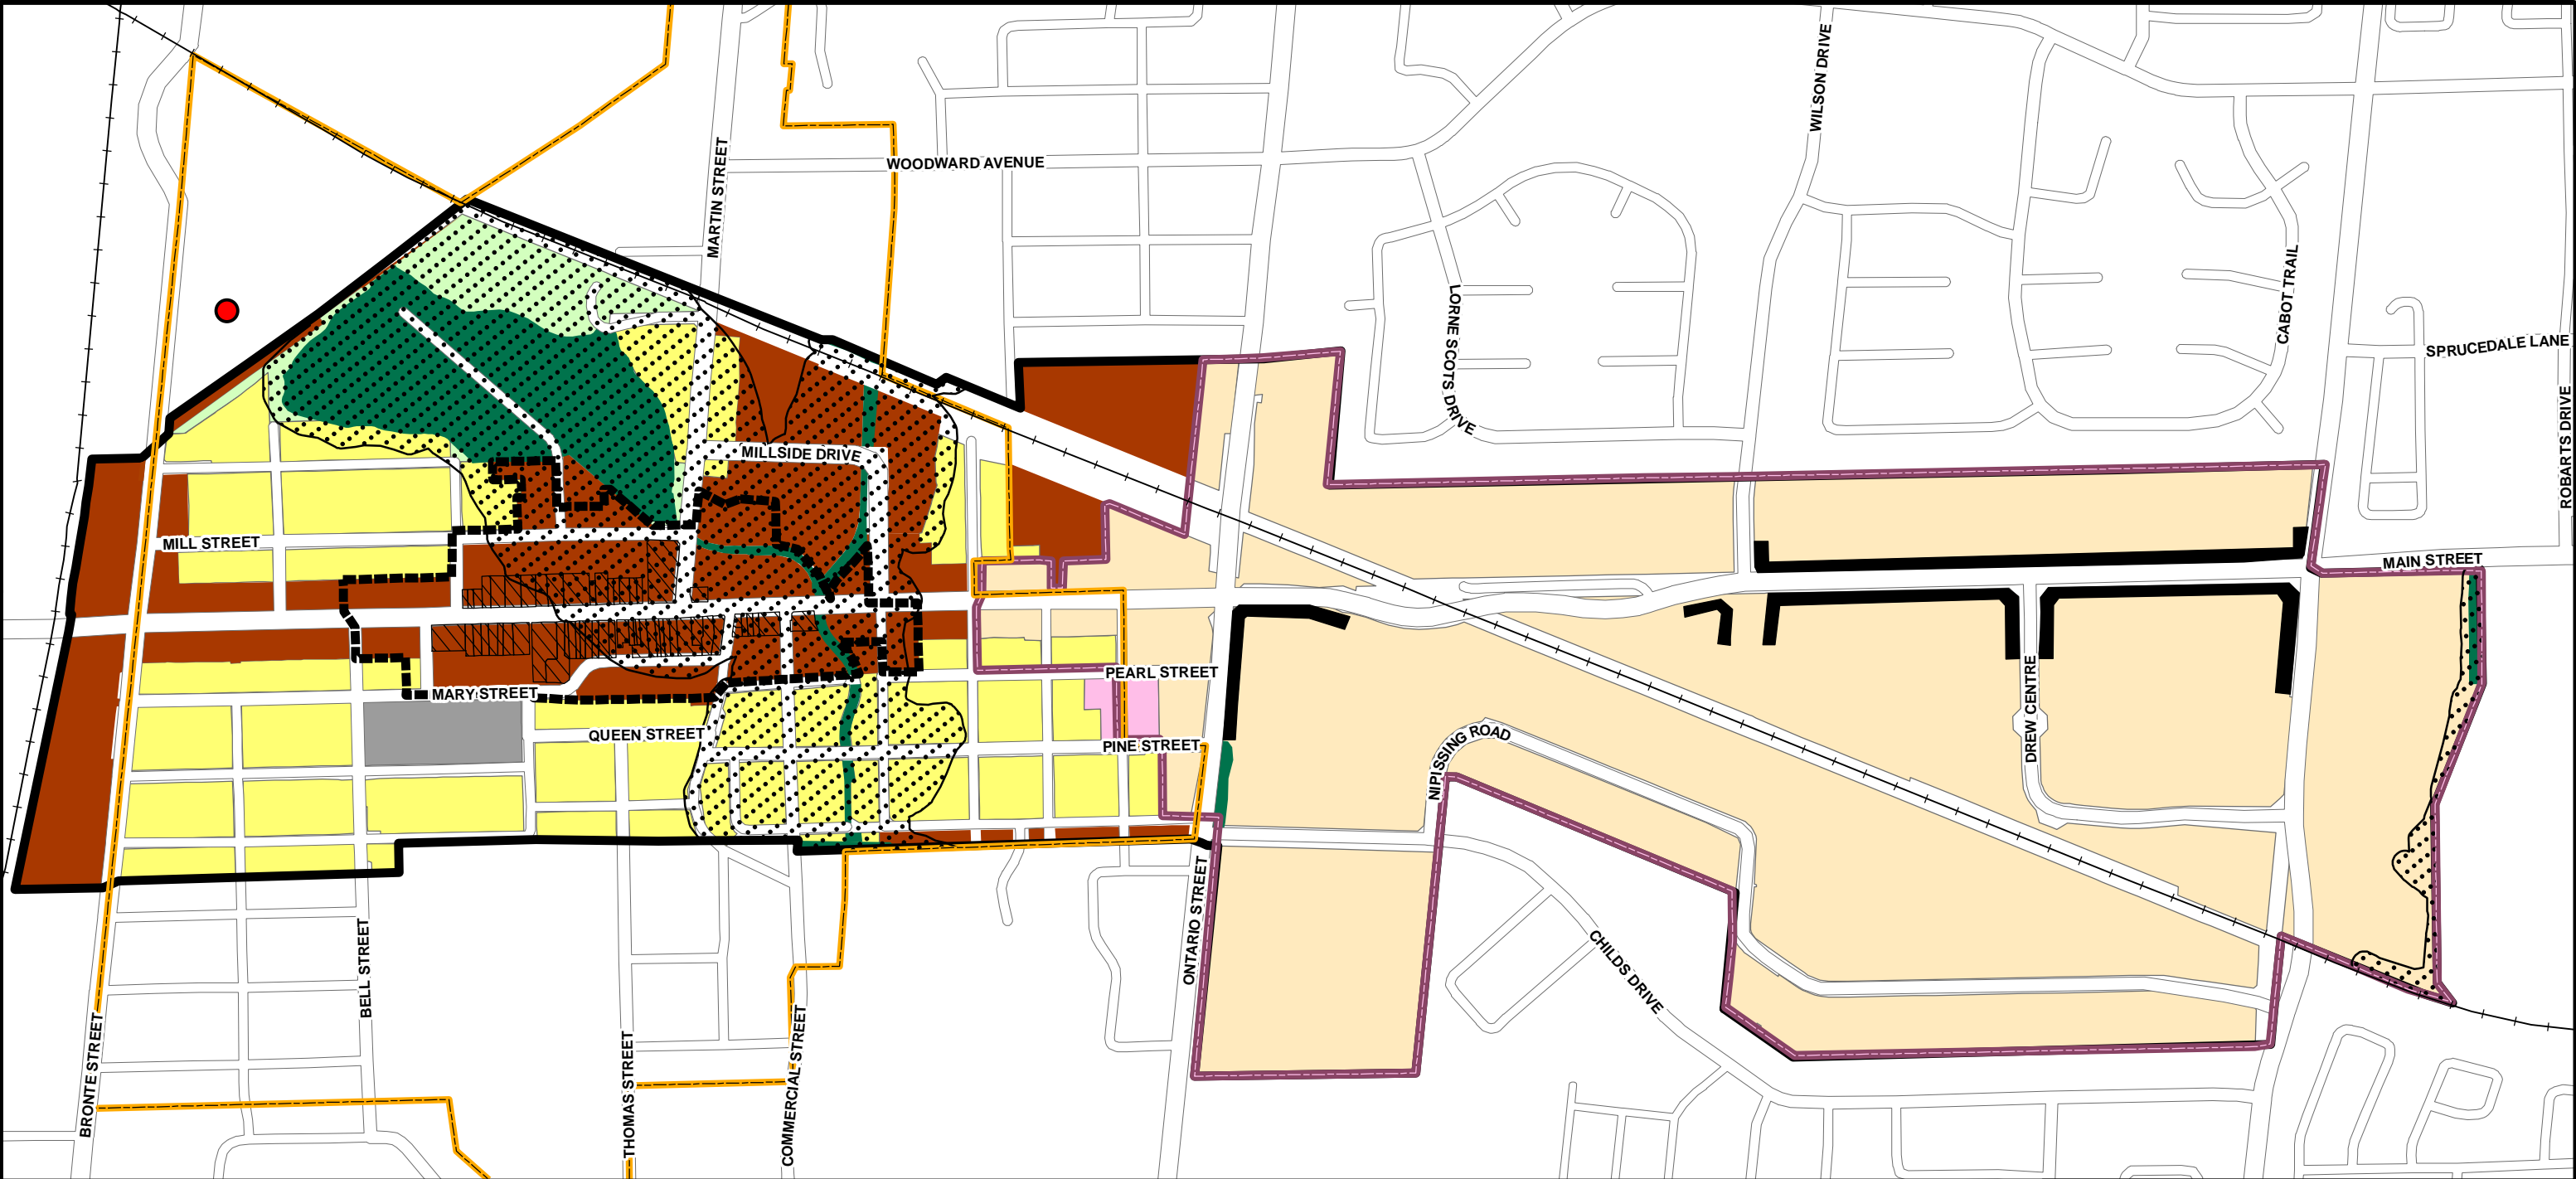 WILSON DRIVE
MARTIN STREET
WOODWARD AVENUE
CABOT TRAIL
LORNE SCOTS DRIVE
SPRUCEDALE LANE
ROBARTS DRIVE
MILLSIDE DRIVE
MILL STREET
MAIN STREET
PEARL STREET
MARY STREET
DREW CENTRE
QUEEN STREET
PINE STREET
NIPISSING ROAD
ONTARIO STREET
BELL STREET
CHILDS DRIVE
BRONTE STREET
THOMAS STREET
COMMERCIAL STREET